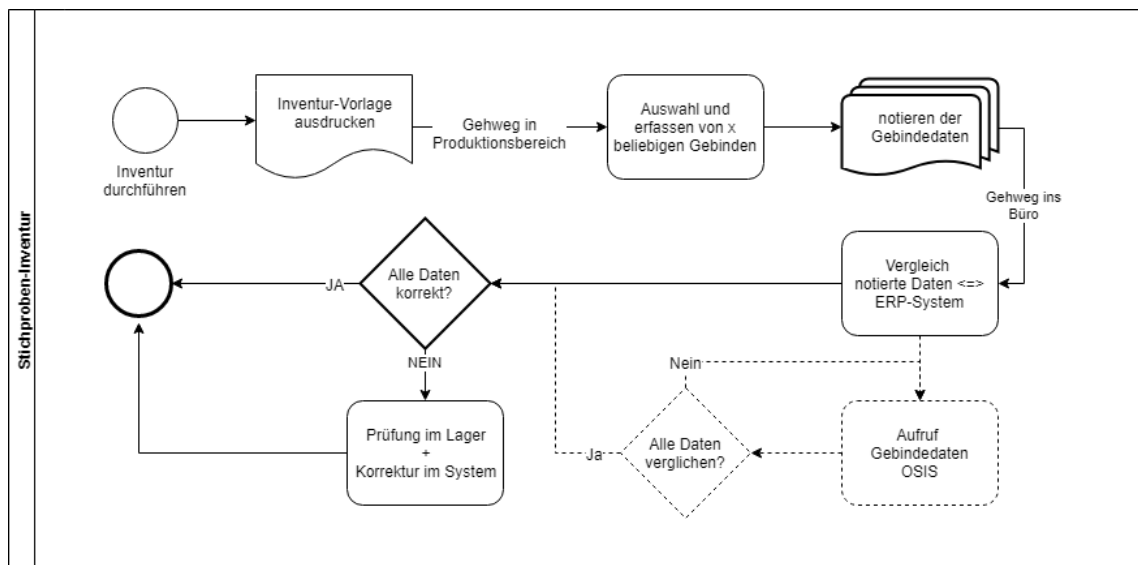 Stichproben-Inventur
Inventur
durchführen
Inventur-Vorlage
ausdrucken
Gehweg in
Produktionsbereich
Auswahl und
erfassen von x
beliebigen Gebinden
notieren der
Gebindedaten
Gehweg ins
Büro
Vergleich
notierte Daten <=>
ERP-System
Alle Daten
korrekt?
JA
NEIN
Prüfung im Lager
+
Korrektur im System
Nein
Alle Daten
verglichen?
Ja
Aufruf
Gebindedaten
OSIS